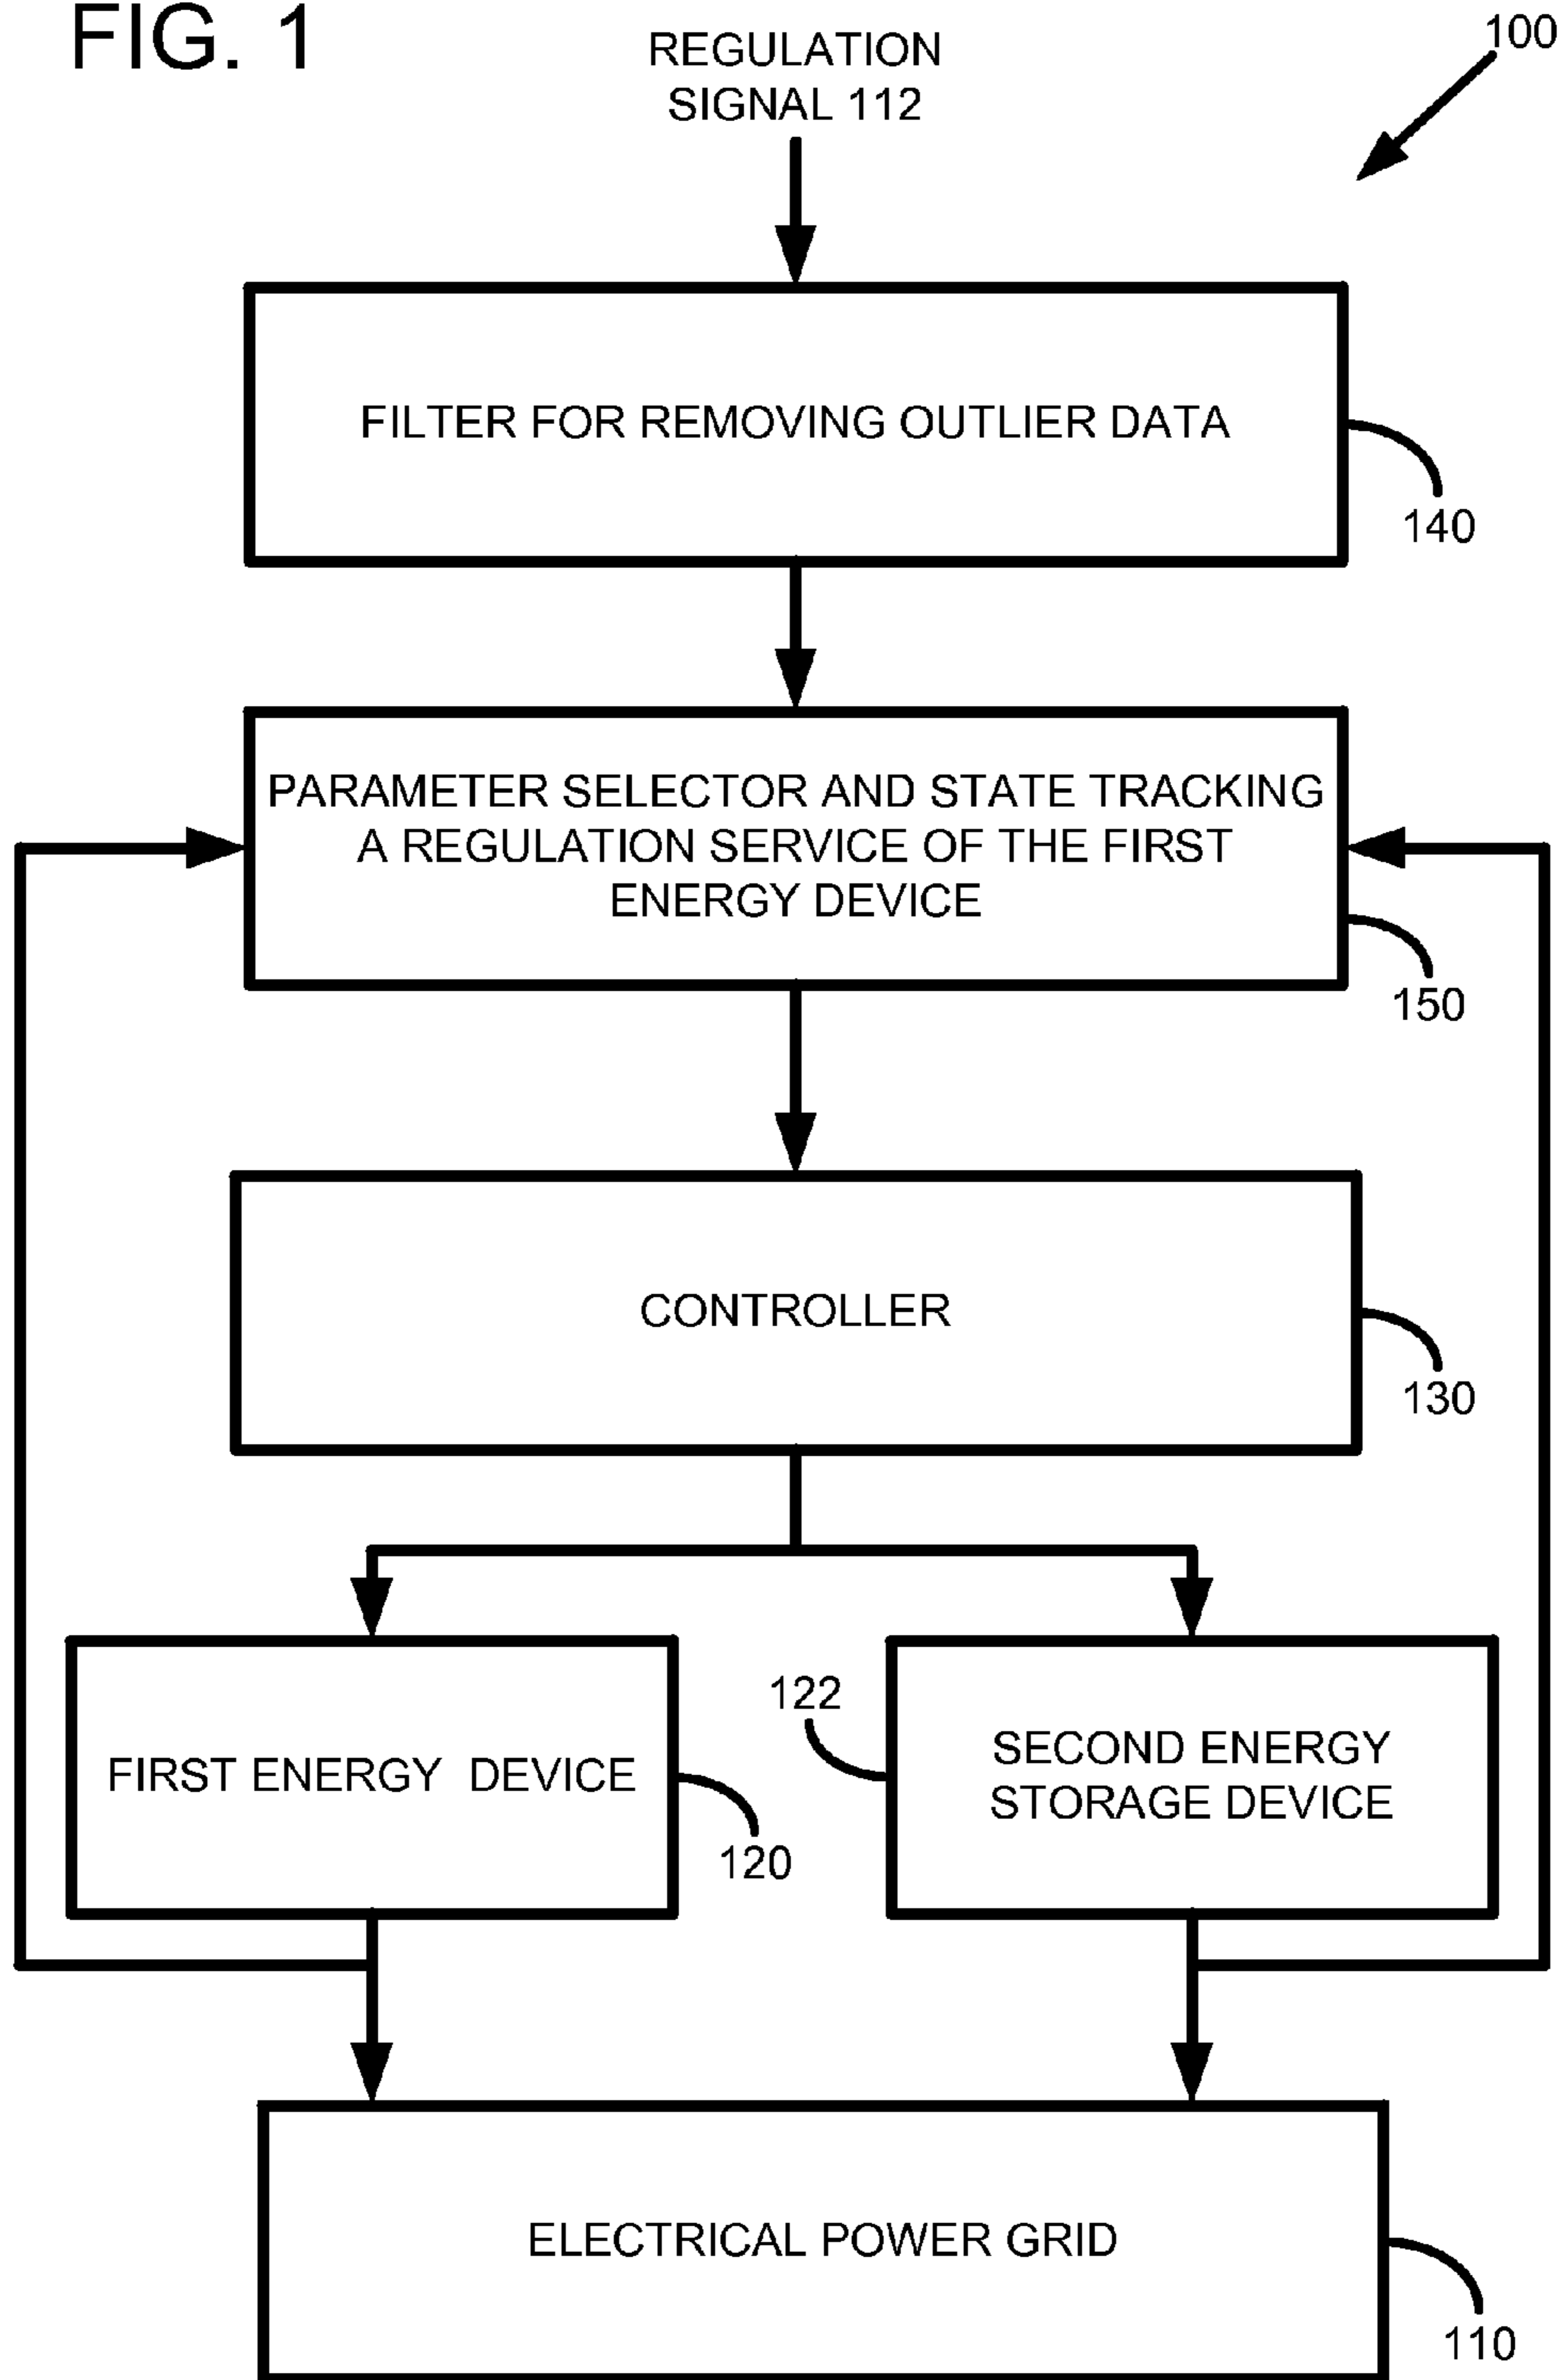 FIG. 1
REGULATION
SIGNAL 112
100
FILTER FOR REMOVING OUTLIER DATA
140
PARAMETER SELECTOR AND STATE TRACKING
A REGULATION SERVICE OF THE FIRST
ENERGY DEVICE
150
CONTROLLER
130
FIRST ENERGY DEVICE
120
122
SECOND ENERGY
STORAGE DEVICE
ELECTRICAL POWER GRID
110